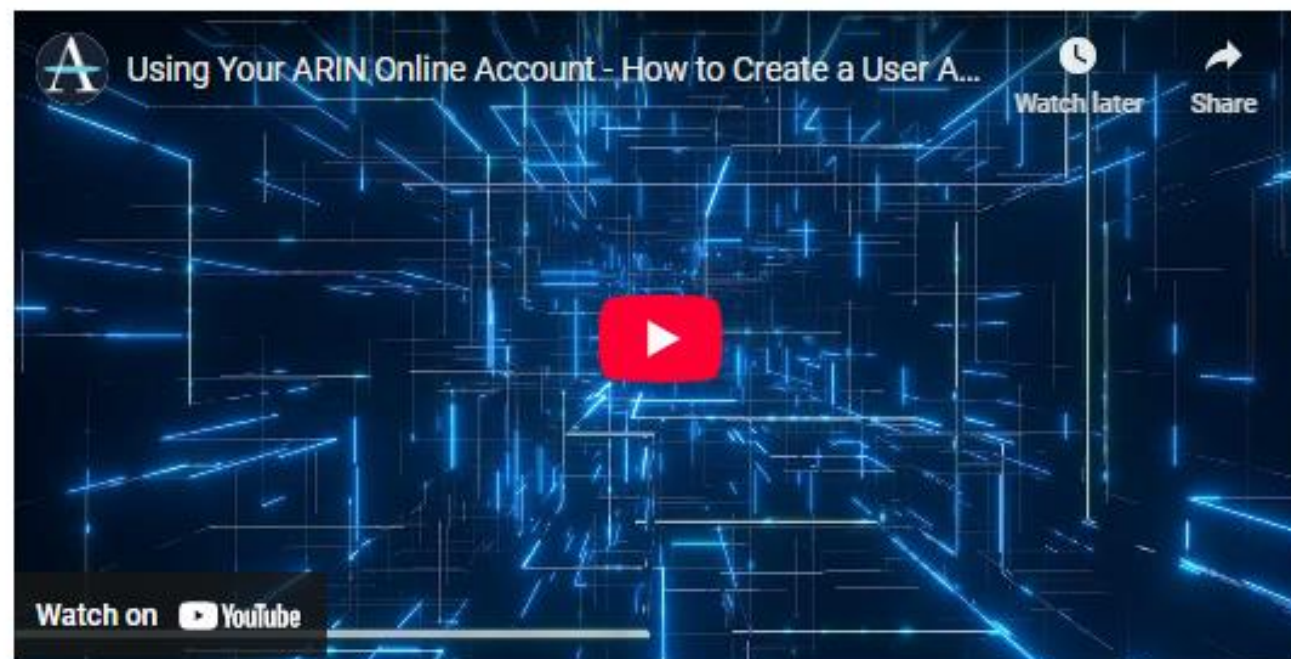 Using Your ARIN Online Account - How to Create a User A...
Watch later
Share
Watch on YouTube